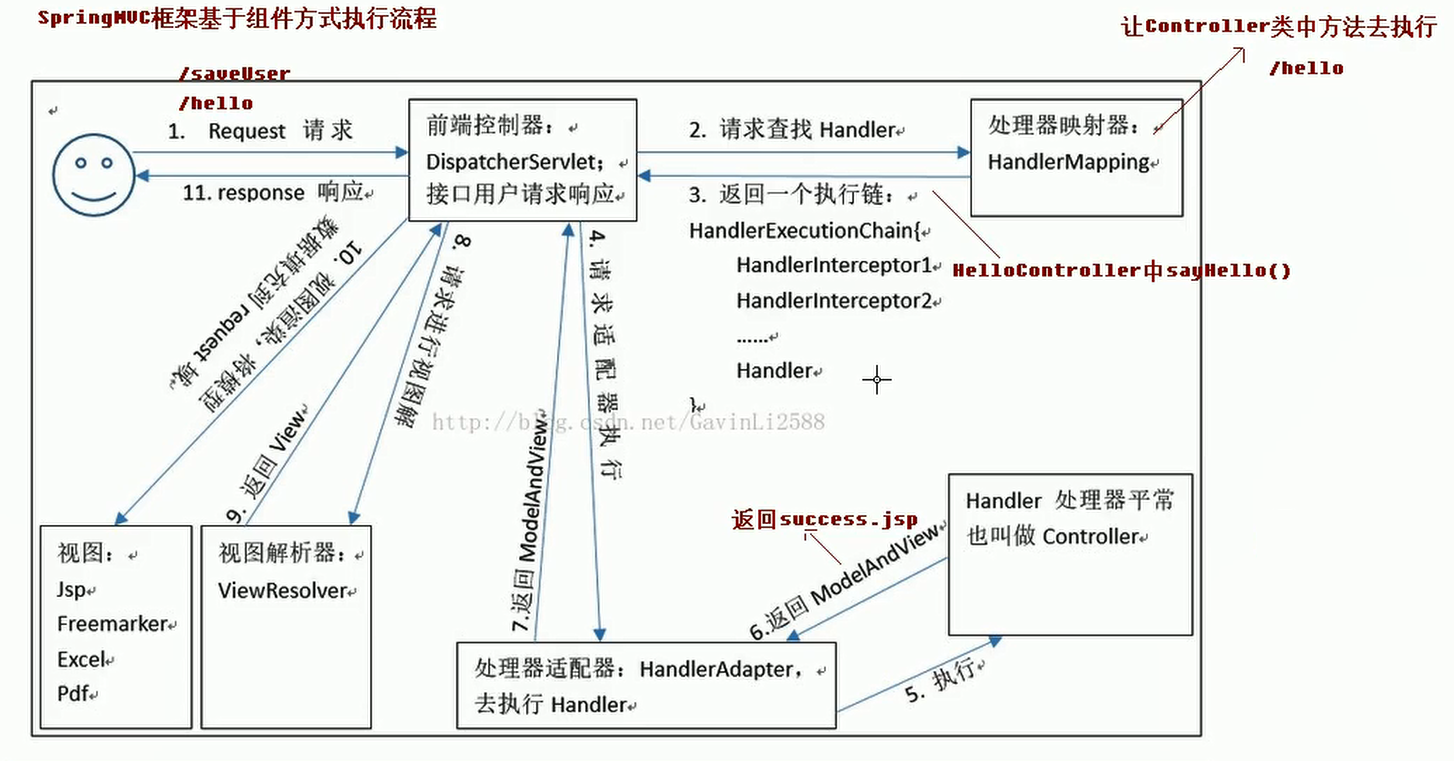 SpringMVC框架基于组件方式执行流程
让Controller类中方法去执行
/hello
/saveUser
/hello
1. Request 请 求
11. response 响应
前端控制器：
DispatcherServlet；
接口用户请求响应
2. 请求查找 Handler
处理器映射器：
HandlerMapping
3. 返回一个执行链：
HandlerExecutionChain{
HandlerInterceptor1
HandlerInterceptor2
……
Handler
}
HelloController中sayHello()
10. 视图渲染，将模型
数据填充到 request 域
9. 返回 View
8. 请求进行视图解
7.返回 ModelAndView
4. 请 求 适 配 器 执 行
http://blog.csdn.net/GavinLi2588
视图：
Jsp
Freemarker
Excel
Pdf
视图解析器：
ViewResolver
处理器适配器：HandlerAdapter，
去执行 Handler
返回success.jsp
6.返回 ModelAndView
5. 执行
Handler 处理器平常
也叫做 Controller